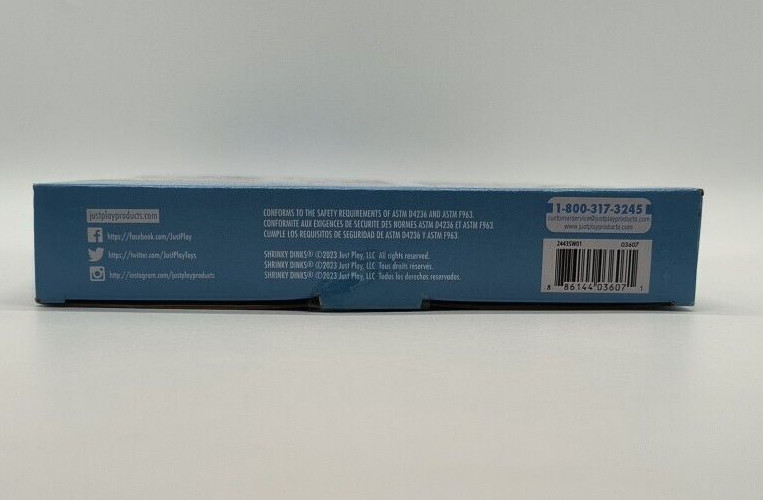 justplayproducts.com
https://facebook.com/JustPlay
https://twitter.com/JustPlayToys
http://instagram.com/justplayproducts
CONFORMS TO THE SAFETY REQUIREMENTS OF ASTM D4236 AND ASTM F963.
CONFORMITE AUX EXIGENCES DE SECURITE DES NORMES ASTM D4236 ET ASTM F963.
CUMPLE LOS REQUISITOS DE SEGURIDAD DE ASTM D4236 Y ASTM F963.
SHRINKY DINKS® ©2023 Just Play, LLC All rights reserved.
SHRINKY DINKS® ©2023 Just Play, LLC Tous droits réservés.
SHRINKY DINKS® ©2023 Just Play, LLC Todos los derechos reservados.
1-800-317-3245
customerservice@justplayproducts.com
www.justplayproducts.com
2443SW01 03607
8 86144 03607 1